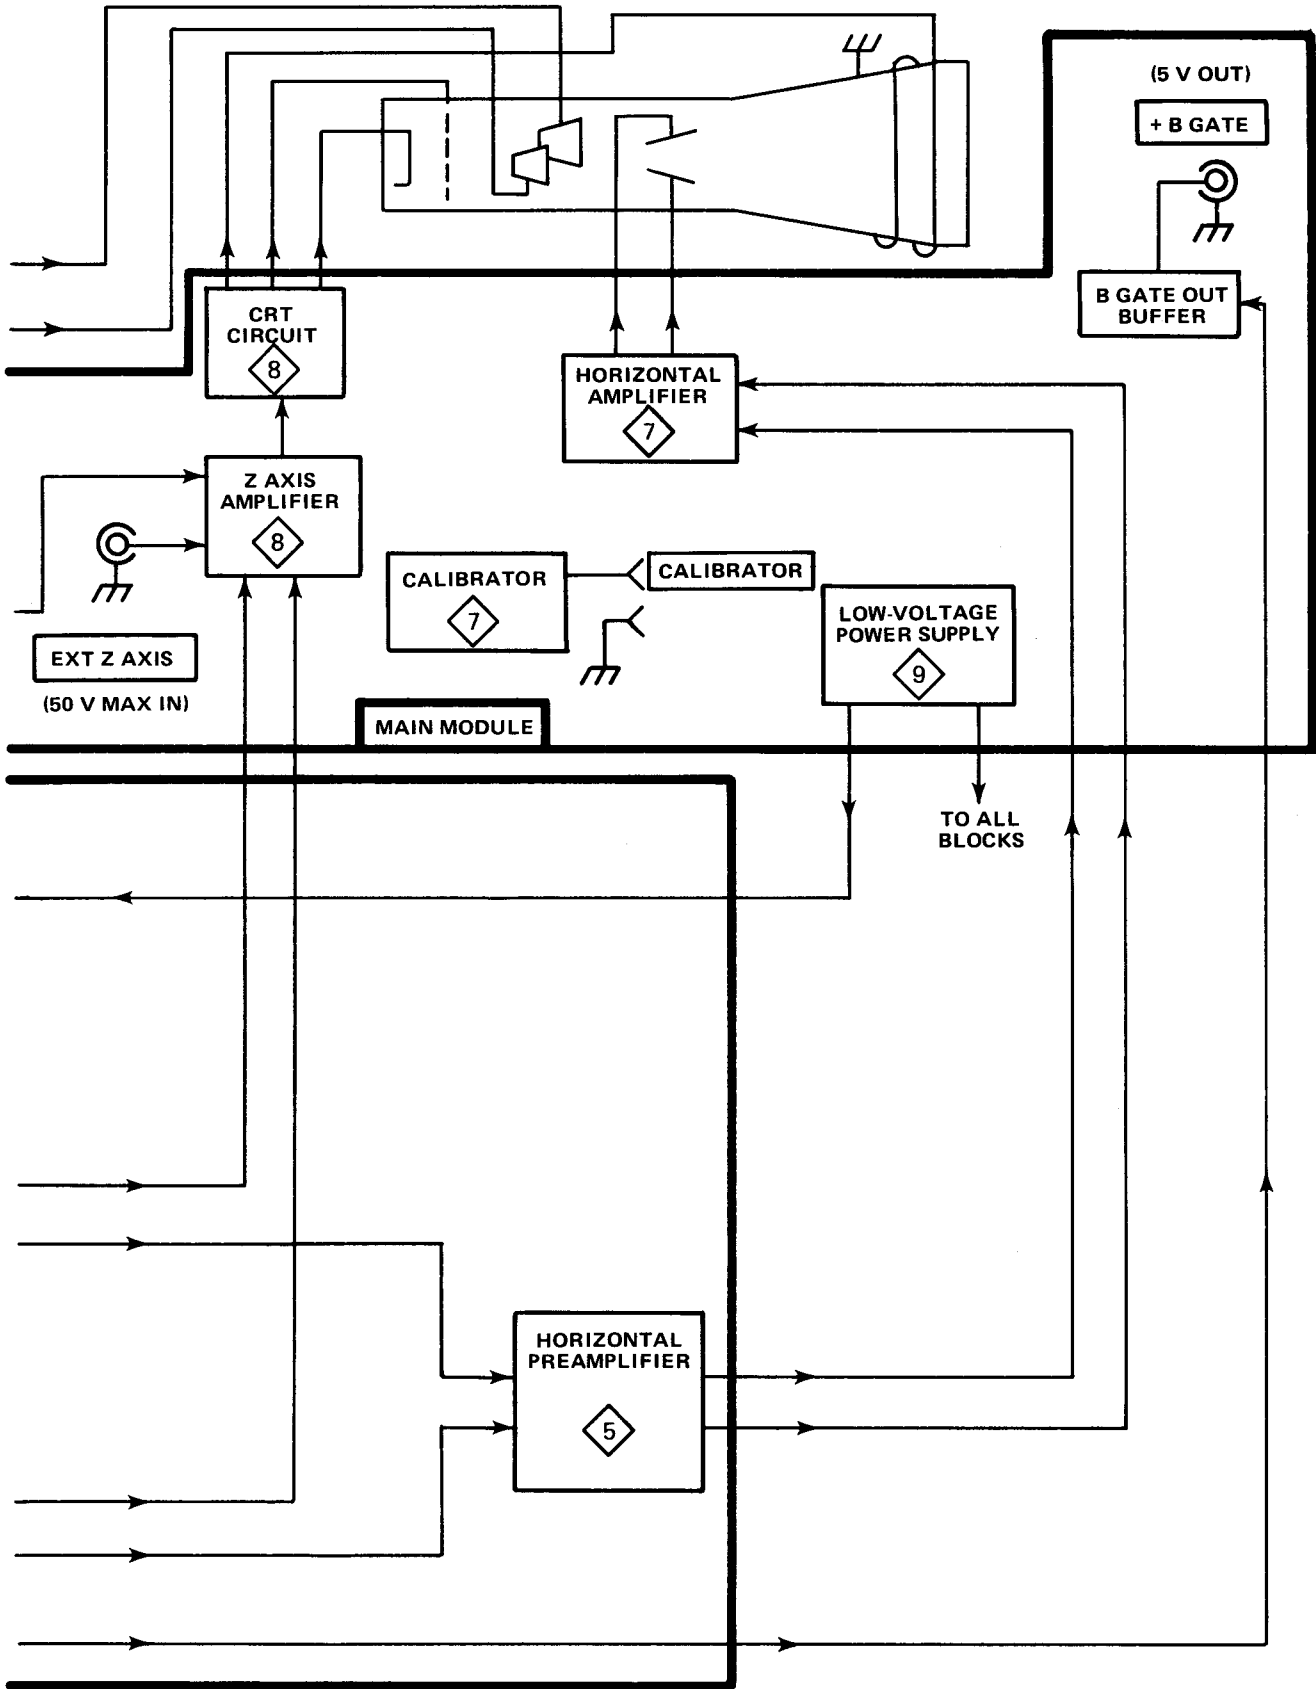 (5 V OUT)
+ B GATE
B GATE OUT
BUFFER
CRT
CIRCUIT
8
HORIZONTAL
AMPLIFIER
7
Z AXIS
AMPLIFIER
8
CALIBRATOR
7
CALIBRATOR
LOW-VOLTAGE
POWER SUPPLY
9
EXT Z AXIS
(50 V MAX IN)
MAIN MODULE
TO ALL
BLOCKS
HORIZONTAL
PREAMPLIFIER
5